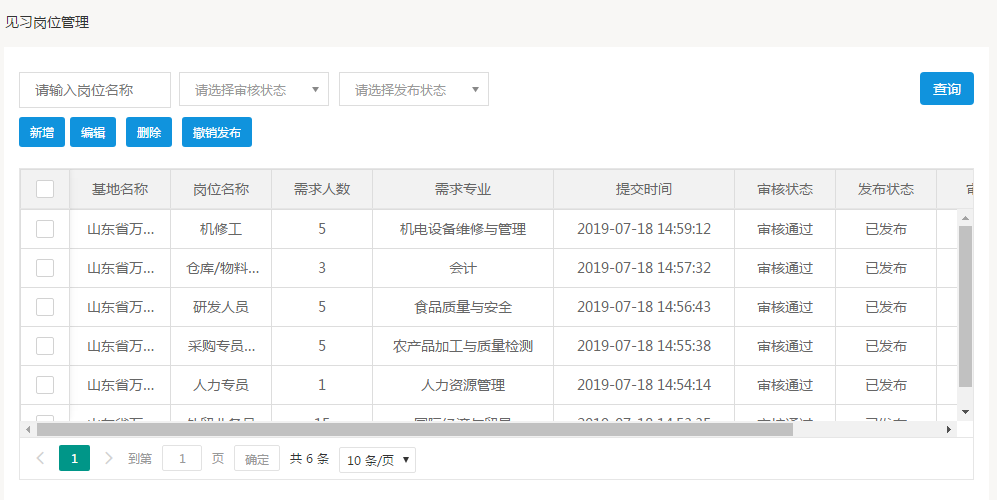 见习岗位管理
请输入岗位名称 请选择审核状态 请选择发布状态 查询
新增 编辑 删除 撤销发布
基地名称 岗位名称 需求人数 需求专业 提交时间 审核状态 发布状态
山东省万... 机修工 5 机电设备维修与管理 2019-07-18 14:59:12 审核通过 已发布
山东省万... 仓库/物料... 3 会计 2019-07-18 14:57:32 审核通过 已发布
山东省万... 研发人员 5 食品质量与安全 2019-07-18 14:56:43 审核通过 已发布
山东省万... 采购专员... 5 农产品加工与质量检测 2019-07-18 14:55:38 审核通过 已发布
山东省万... 人力专员 1 人力资源管理 2019-07-18 14:54:14 审核通过 已发布
1 到第 1 页 确定 共 6 条 10 条/页